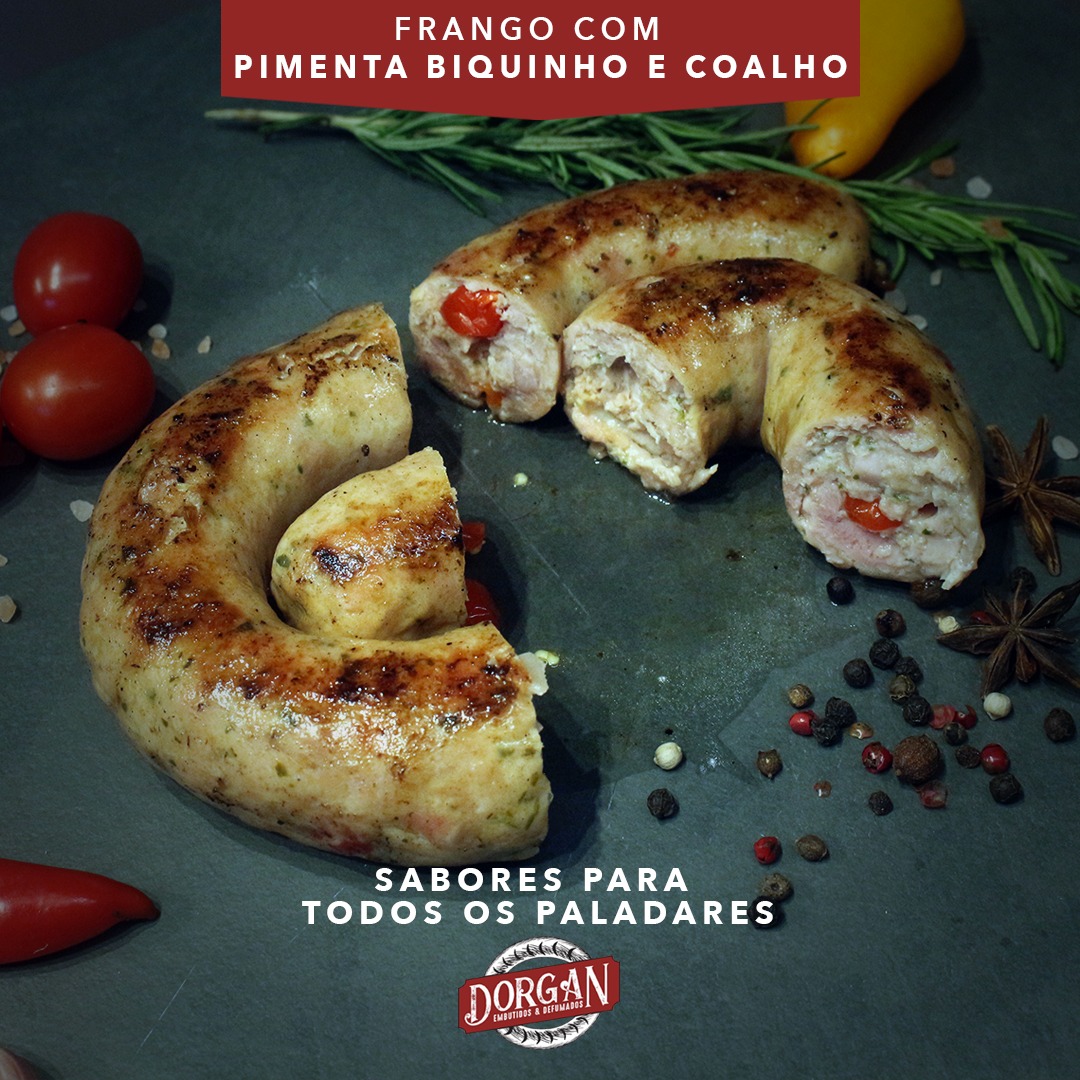 FRANGO COM
PIMENTA BIQUINHO E COALHO
SABORES PARA
TODOS OS PALADARES
DORGAN
EMBUTIDOS & DEFUMADOS